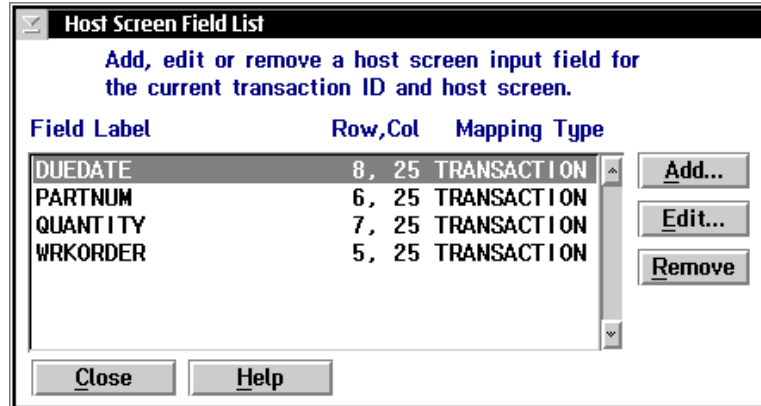 Host Screen Field List
Add, edit or remove a host screen input field for
the current transaction ID and host screen.
Field Label Row,Col Mapping Type
DUEDATE 8, 25 TRANSACTION
PARTNUM 6, 25 TRANSACTION
QUANTITY 7, 25 TRANSACTION
WRKORDER 5, 25 TRANSACTION
Add...
Edit...
Remove
Close Help